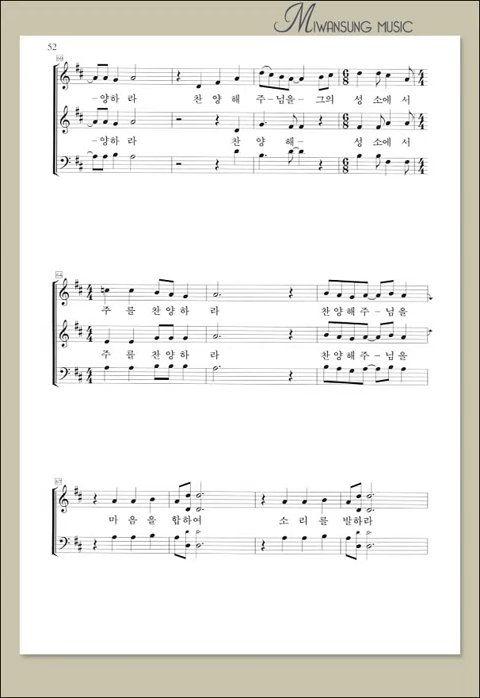 MIWANSUNG MUSIC
52
60
-양하 라 찬 양 해 주-님을-그의 성 소에 서
-양하 라 찬 양 해- 성 소에 서
64
주 를 찬 양 하 라 찬 양 해 주-님 을
주 를 찬 양 하 라 찬 양 해 주-님 을
마 음 을 합하여 소 리 를 발하라